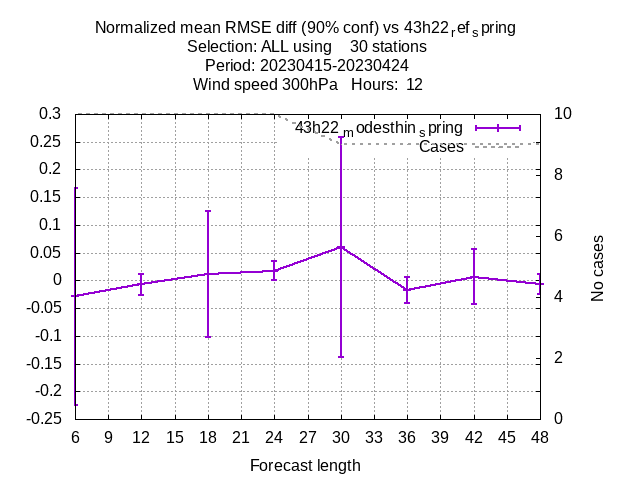 Normalized mean RMSE diff (90% conf) vs 43h22ref spring
Selection: ALL using    30 stations
Period: 20230415-20230424
Wind speed 300hPa   Hours:  12
43h22modesthinspring
Cases
0.3
0.25
0.2
0.15
0.1
0.05
0
-0.05
-0.1
-0.15
-0.2
-0.25
10
8
6
4
2
0
No cases
6 9 12 15 18 21 24 27 30 33 36 39 42 45 48
Forecast length